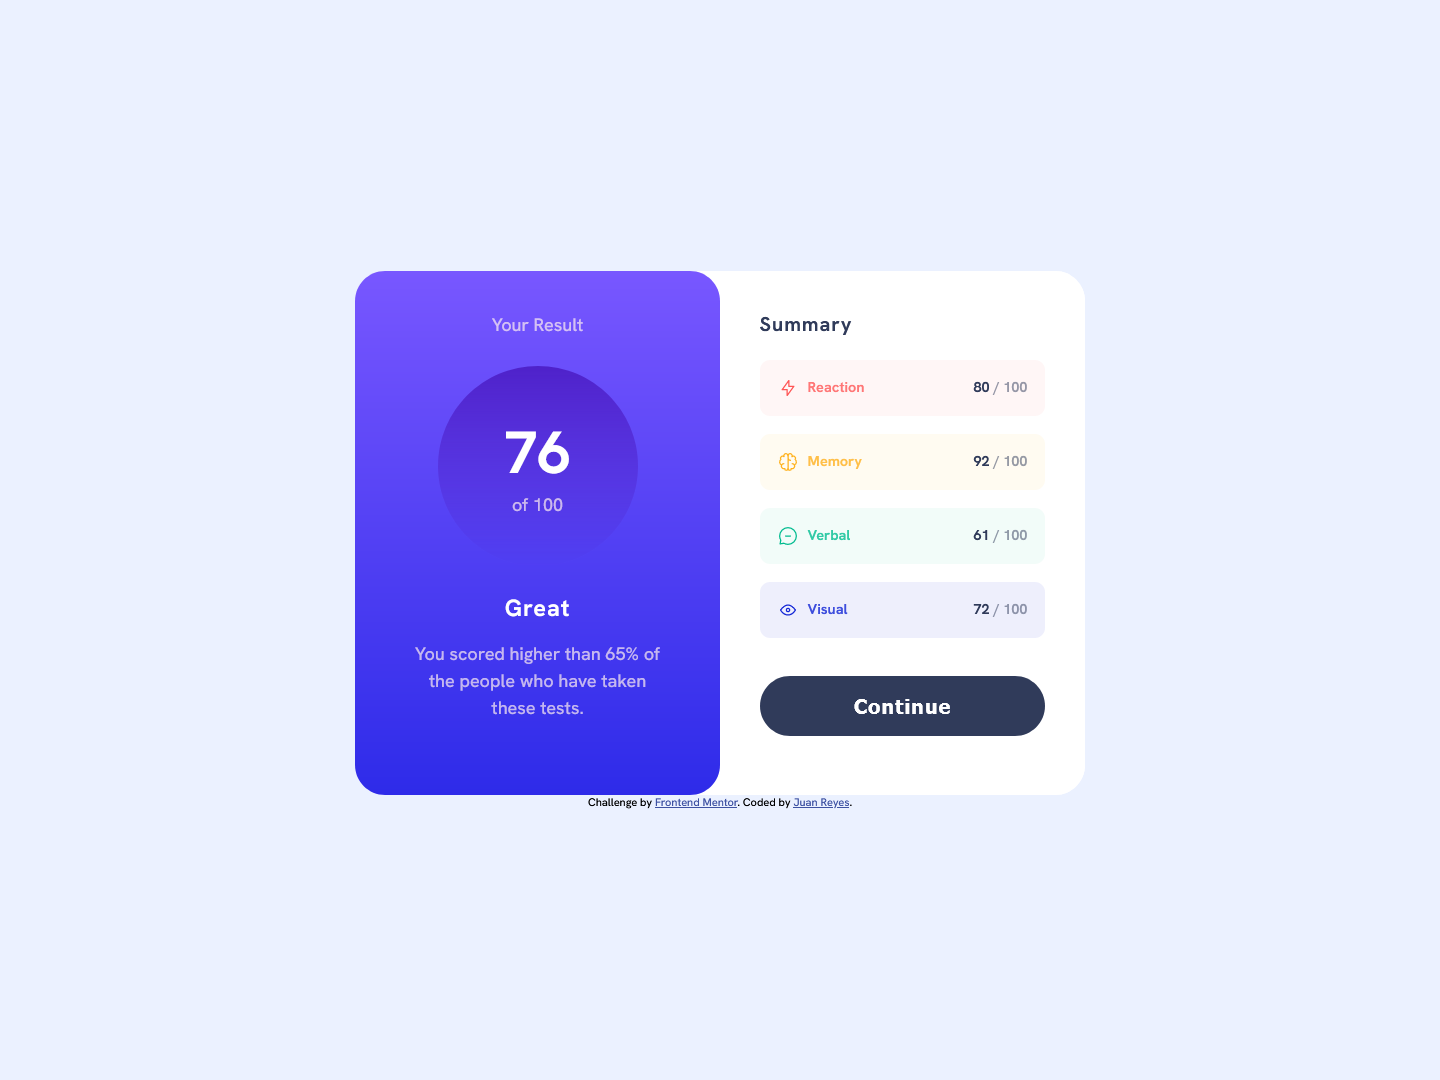 Your Result
76
of 100
Great
You scored higher than 65% of
the people who have taken
these tests.
Summary
Reaction 80 / 100
Memory 92 / 100
Verbal 61 / 100
Visual 72 / 100
Continue
Challenge by Frontend Mentor. Coded by Juan Reyes.